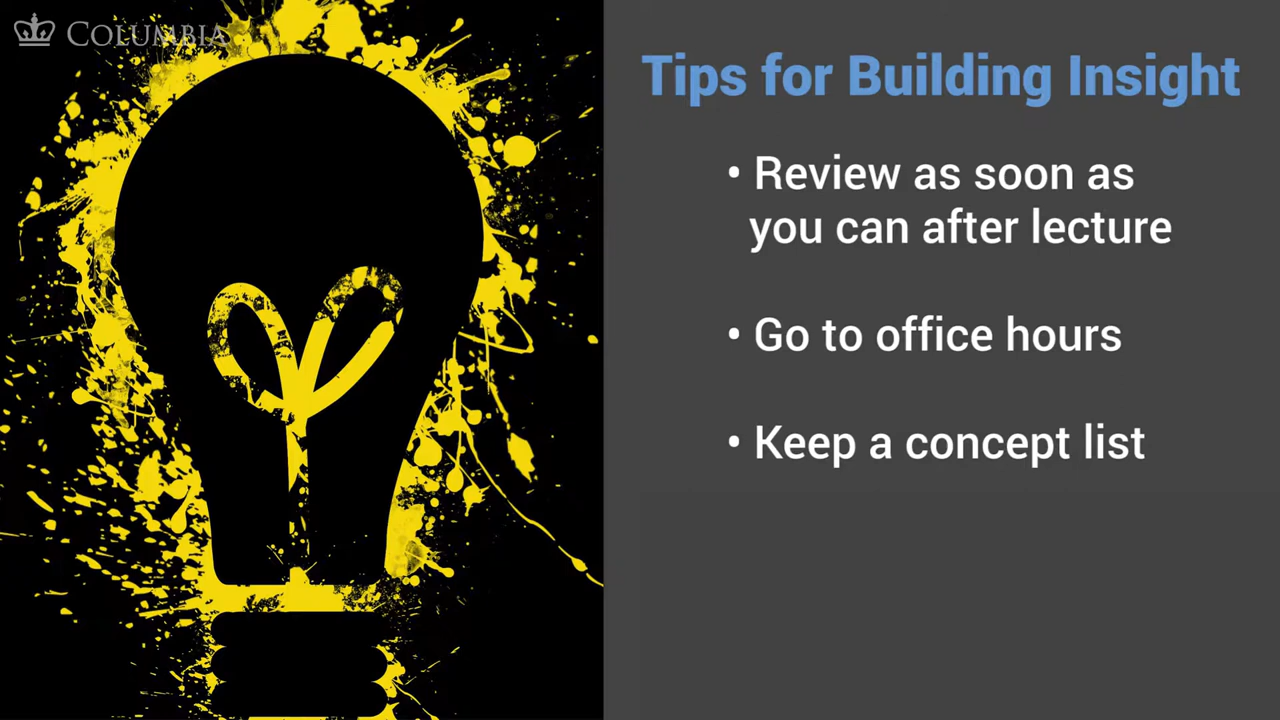 COLUMBIA
Tips for Building Insight
• Review as soon as
you can after lecture
• Go to office hours
• Keep a concept list